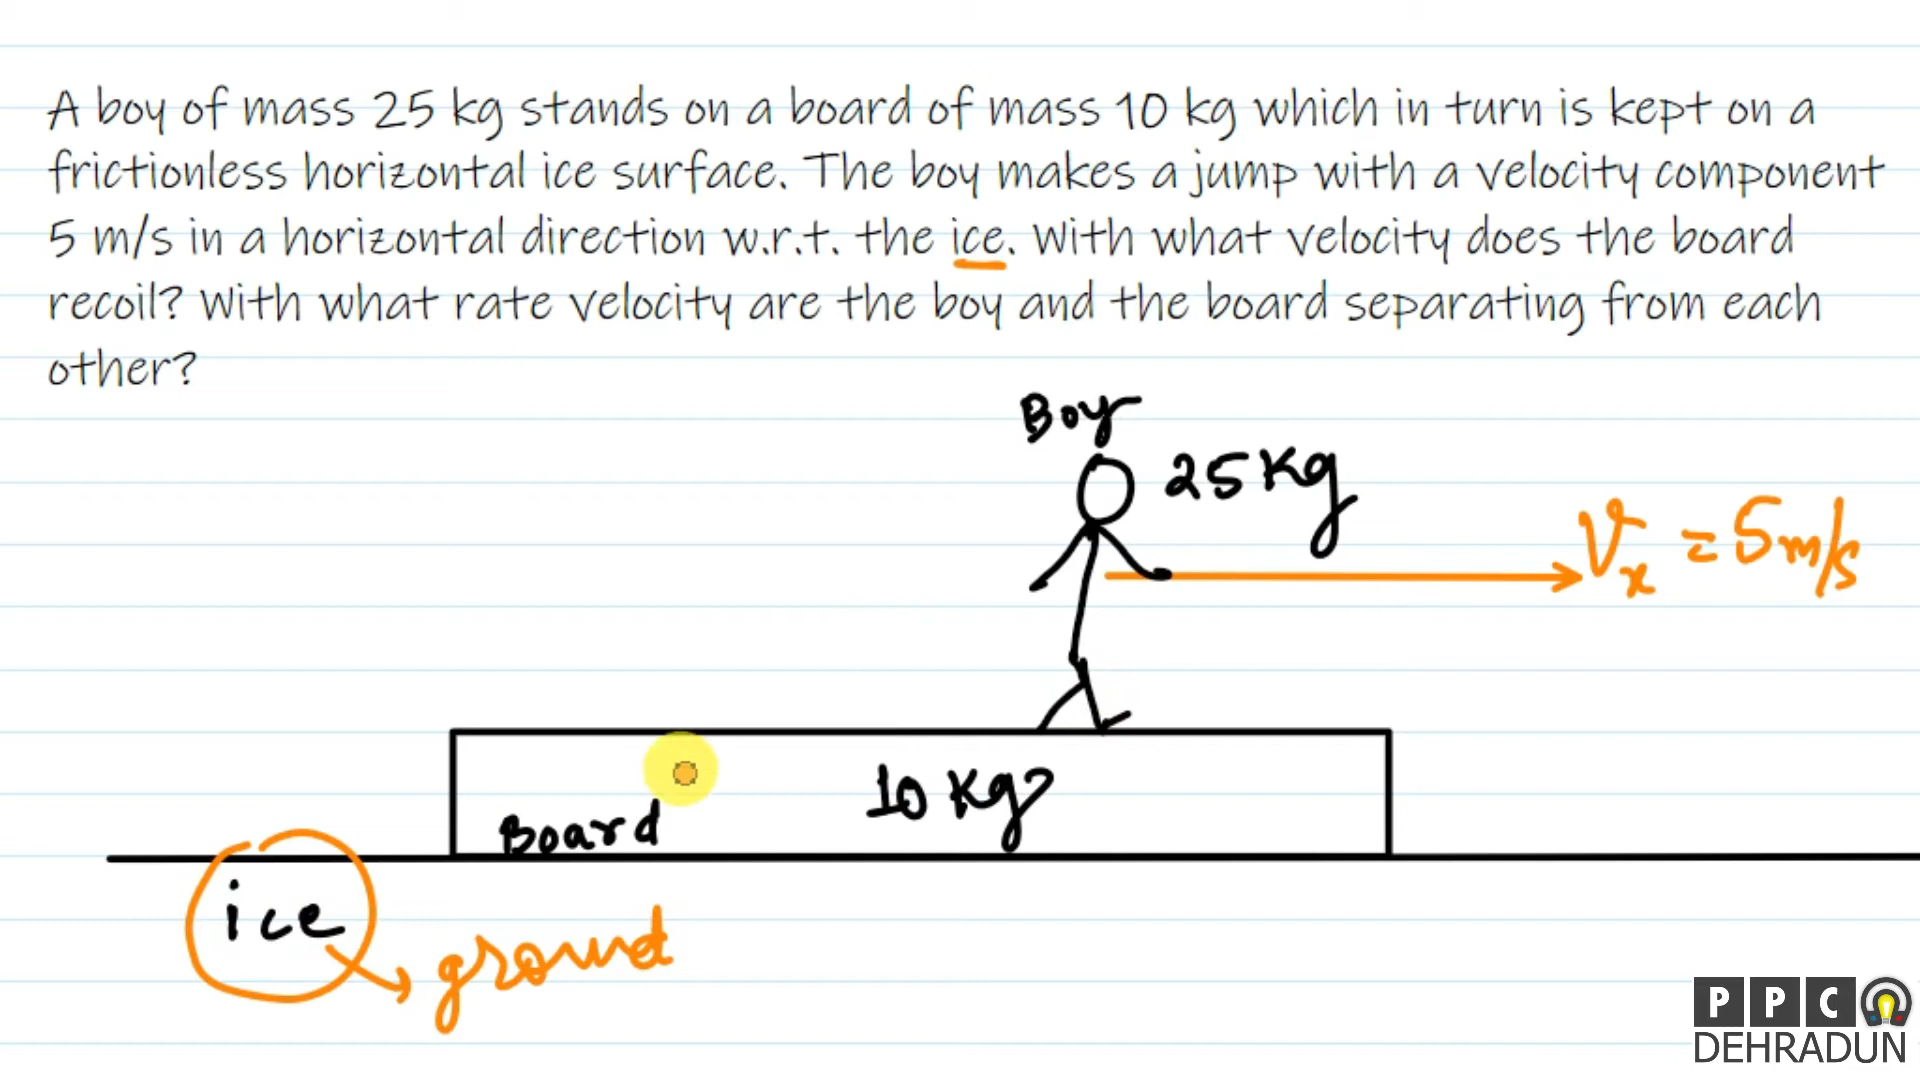 A boy of mass 25 kg stands on a board of mass 10 kg which in turn is kept on a
frictionless horizontal ice surface. The boy makes a jump with a velocity component
5 m/s in a horizontal direction w.r.t. the ice. With what velocity does the board
recoil? With what rate velocity are the boy and the board separating from each
other?
Boy
25 Kg
Vx = 5 m/s
10 Kg
Board
ice
ground
PPC
DEHRADUN